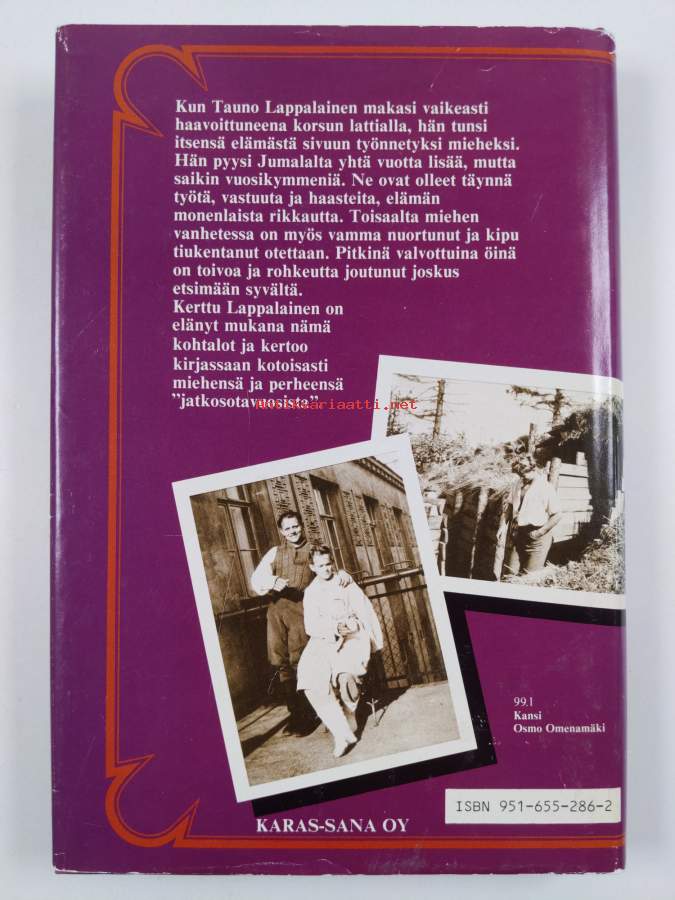 Kun Tauno Lappalainen makasi vaikeasti
haavoittuneena korsun lattialla, hän tunsi
itsensä elämästä sivuun työnnetyksi mieheksi.
Hän pyysi Jumalalta yhtä vuotta lisää, mutta
saikin vuosikymmeniä. Ne ovat olleet täynnä
työtä, vastuuta ja haasteita, elämän
monenlaista rikkautta. Toisaalta miehen
vanhetessa on myös vamma nuortunut ja kipu
tiukentanut otettaan. Pitkinä valvottuina öinä
on toivoa ja rohkeutta joutunut joskus
etsimään syvältä.
Kerttu Lappalainen on
elänyt mukana nämä
kohtalot ja kertoo
kirjassaan kotoisasti
miehensä ja perheensä
”jatkosotavuosista”
Antikvariaatti.net
99.1
Kansi
Osmo Omenamäki
ISBN 951-655-286-2
KARAS-SANA OY